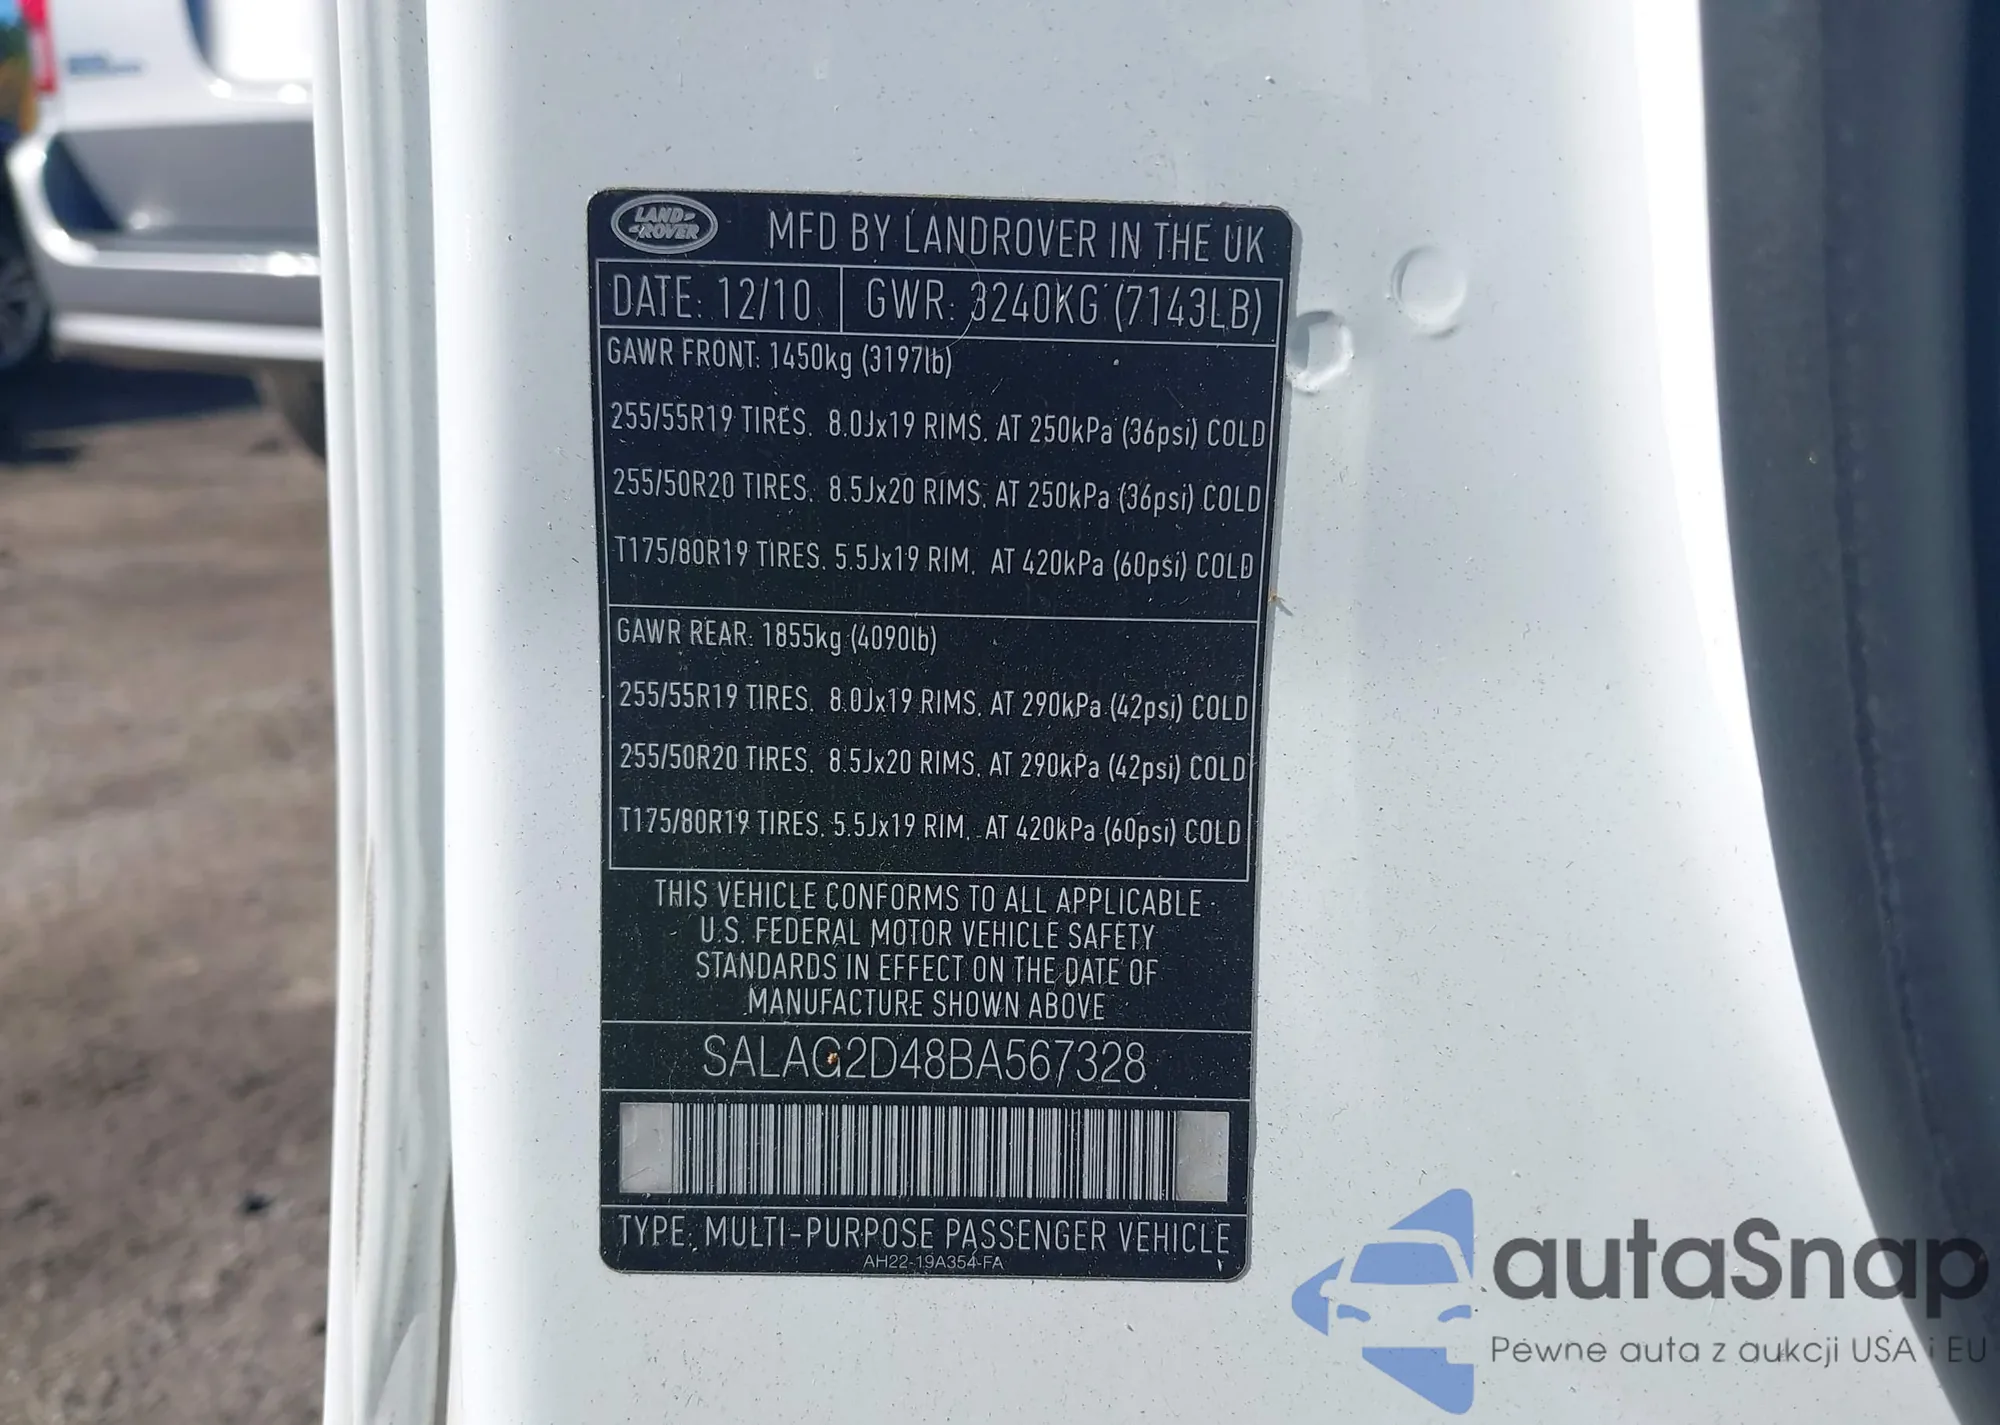 LAND
ROVER
MFD BY LANDROVER IN THE UK
DATE: 12/10 GWR: 3240KG (7143LB)
GAWR FRONT: 1450kg (3197lb)
255/55R19 TIRES. 8.0Jx19 RIMS. AT 250kPa (36psi) COLD
255/50R20 TIRES. 8.5Jx20 RIMS. AT 250kPa (36psi) COLD
T175/80R19 TIRES. 5.5Jx19 RIM. AT 420kPa (60psi) COLD
GAWR REAR: 1855kg (4090lb)
255/55R19 TIRES. 8.0Jx19 RIMS. AT 290kPa (42psi) COLD
255/50R20 TIRES. 8.5Jx20 RIMS. AT 290kPa (42psi) COLD
T175/80R19 TIRES. 5.5Jx19 RIM. AT 420kPa (60psi) COLD
THIS VEHICLE CONFORMS TO ALL APPLICABLE
U.S. FEDERAL MOTOR VEHICLE SAFETY
STANDARDS IN EFFECT ON THE DATE OF
MANUFACTURE SHOWN ABOVE
SALAG2D48BA567328
TYPE: MULTI-PURPOSE PASSENGER VEHICLE
AH22-19A354-FA
autaSnap
Pewne auta z aukcji USA i EU